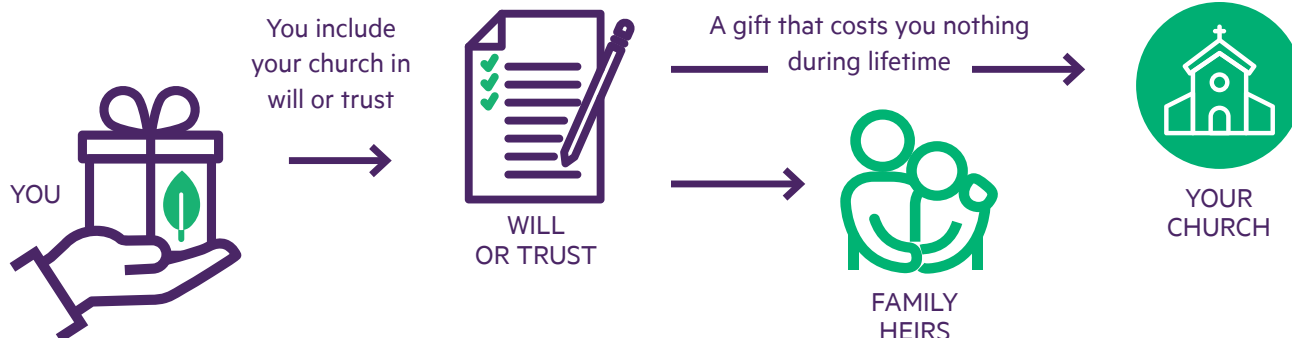 YOU
You include
your church in
will or trust
WILL
OR TRUST
A gift that costs you nothing
during lifetime
FAMILY
HEIRS
YOUR
CHURCH